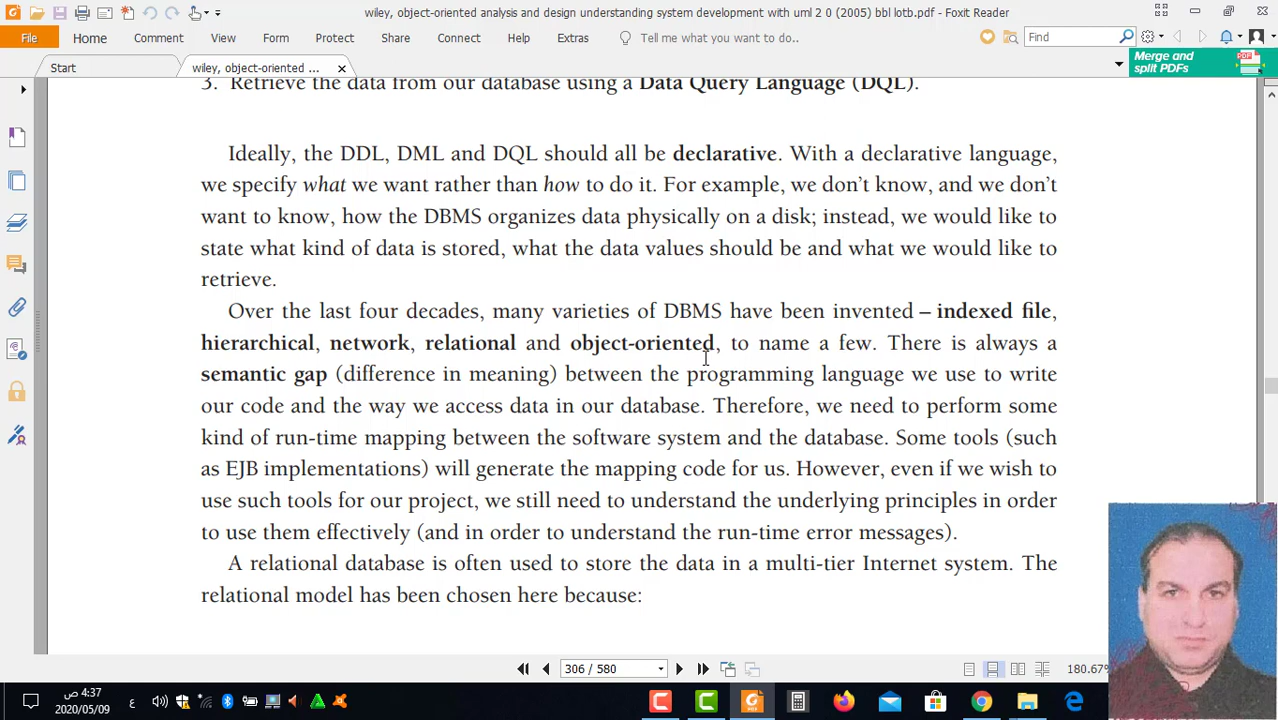 wiley, object-oriented analysis and design understanding system development with uml 2 0 (2005) bbl lotb.pdf - Foxit Reader
File Home Comment View Form Protect Share Connect Help Extras Tell me what you want to do.. Find
Start wiley, object-oriented ... Merge and split PDFs
3. Retrieve the data from our database using a Data Query Language (DQL).
Ideally, the DDL, DML and DQL should all be declarative. With a declarative language,
we specify what we want rather than how to do it. For example, we don't know, and we don't
want to know, how the DBMS organizes data physically on a disk; instead, we would like to
state what kind of data is stored, what the data values should be and what we would like to
retrieve.
Over the last four decades, many varieties of DBMS have been invented – indexed file,
hierarchical, network, relational and object-oriented, to name a few. There is always a
semantic gap (difference in meaning) between the programming language we use to write
our code and the way we access data in our database. Therefore, we need to perform some
kind of run-time mapping between the software system and the database. Some tools (such
as EJB implementations) will generate the mapping code for us. However, even if we wish to
use such tools for our project, we still need to understand the underlying principles in order
to use them effectively (and in order to understand the run-time error messages).
A relational database is often used to store the data in a multi-tier Internet system. The
relational model has been chosen here because:
306 / 580 180.67%
4:37 ص
ع
2020/05/09